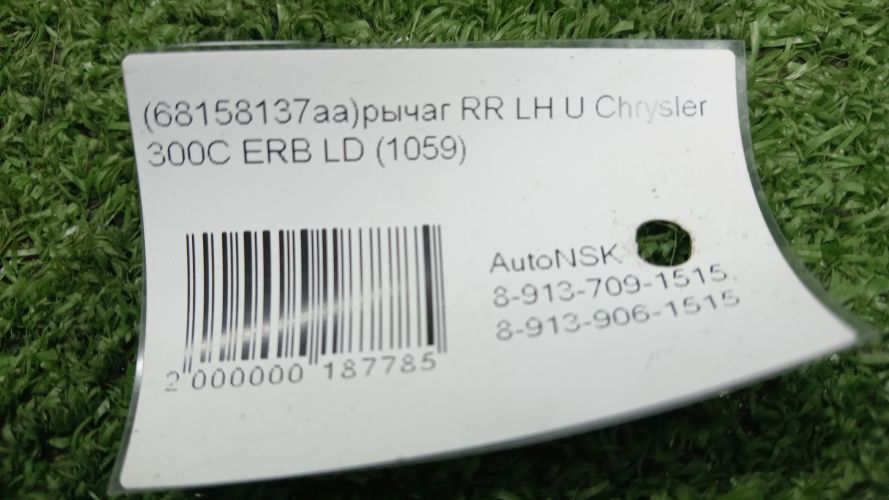 (68158137aa)рычаг RR LH U Chrysler
300C ERB LD (1059)
AutoNSK
8-913-709-1515,
8-913-906-1515
2 000000 187785